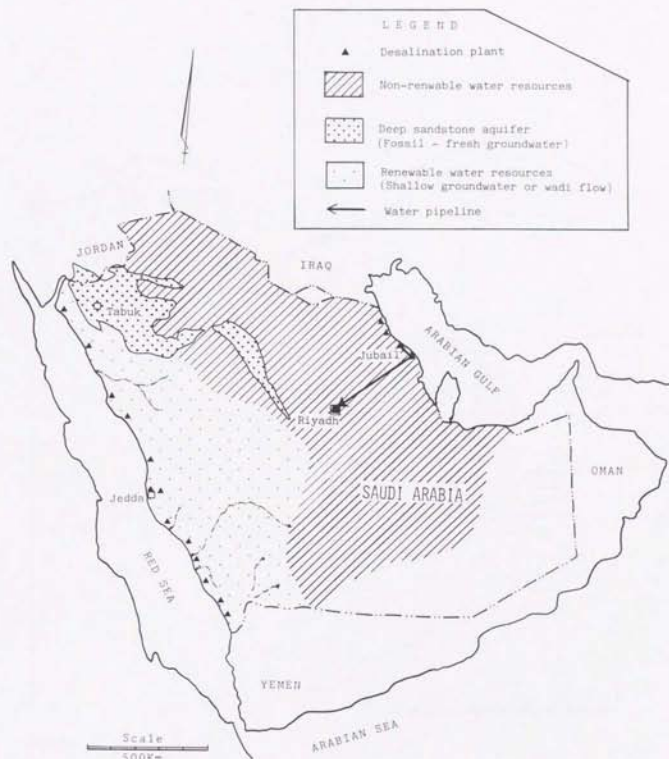 LEGEND
Desalination plant
Non-renwable water resources
Deep sandstone aquifer
(Fossil - fresh groundwater)
Renewable water resources
(Shallow groundwater or wadi flow)
Water pipeline
JORDAN
IRAQ
Tabuk
ARABIAN GULF
Jubail
Riyadh
OMAN
SAUDI ARABIA
Jedda
RED SEA
YEMEN
ARABIAN SEA
Scale
500Km